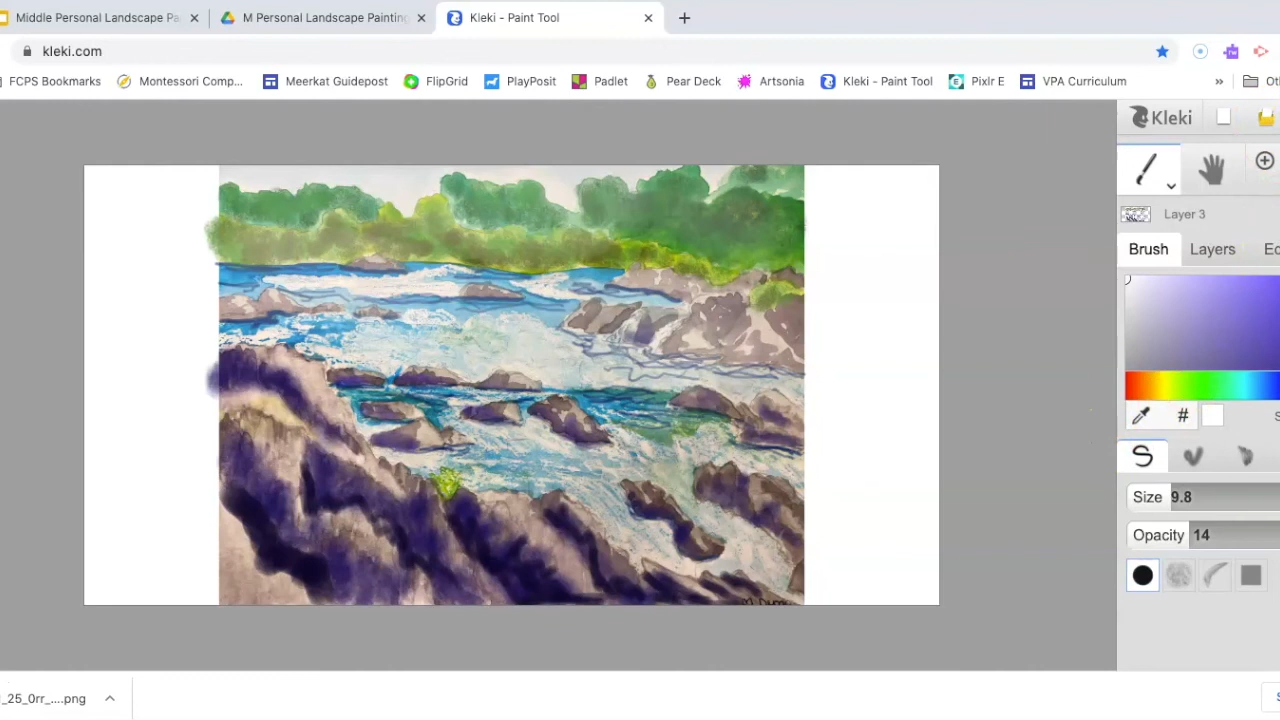 Middle Personal Landscape Pa
M Personal Landscape Painting
Kleki - Paint Tool
kleki.com
FCPS Bookmarks
Montessori Comp...
Meerkat Guidepost
FlipGrid
PlayPosit
Padlet
Pear Deck
Artsonia
Kleki - Paint Tool
Pixlr E
VPA Curriculum
»
Kleki
Layer 3
Brush
Layers
#
Size 9.8
Opacity 14
_25_0rr_....png